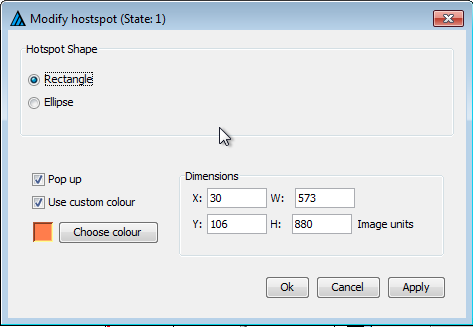 Modify hostspot (State: 1)
Hotspot Shape
Rectangle
Ellipse
Pop up
Use custom colour
Choose colour
Dimensions
X: 30 W: 573
Y: 106 H: 880 Image units
Ok Cancel Apply